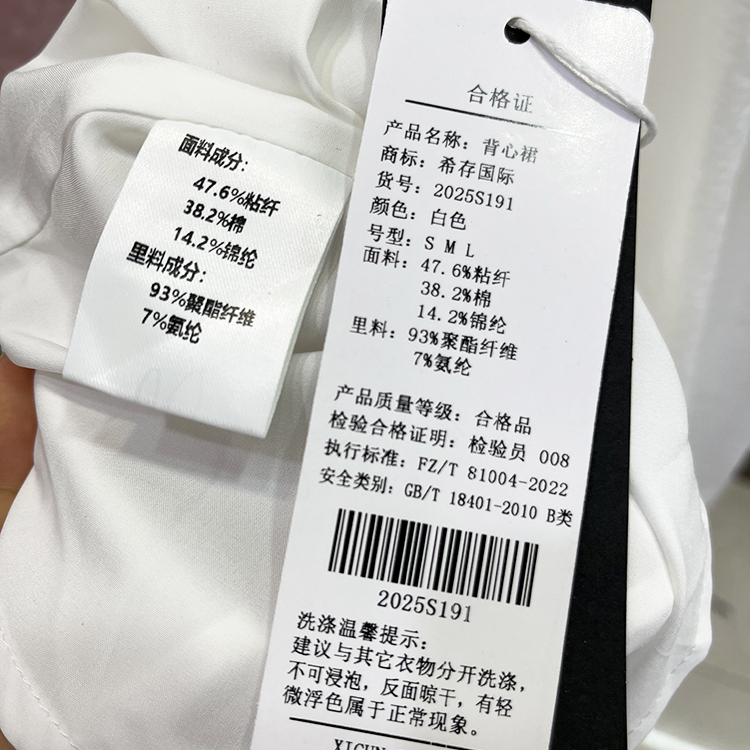 面料成分：
47.6%粘纤
38.2%棉
14.2%锦纶
里料成分：
93%聚酯纤维
7%氨纶
合格证
产品名称：背心裙
商标：希存国际
货号：2025S191
颜色：白色
号型：S M L
面料：47.6%粘纤
38.2%棉
14.2%锦纶
里料：93%聚酯纤维
7%氨纶
产品质量等级：合格品
检验合格证明：检验员 008
执行标准：FZ/T 81004-2022
安全类别：GB/T 18401-2010 B类
2025S191
洗涤温馨提示：
建议与其它衣物分开洗涤，
不可浸泡，反面晾干，有轻
微浮色属于正常现象。